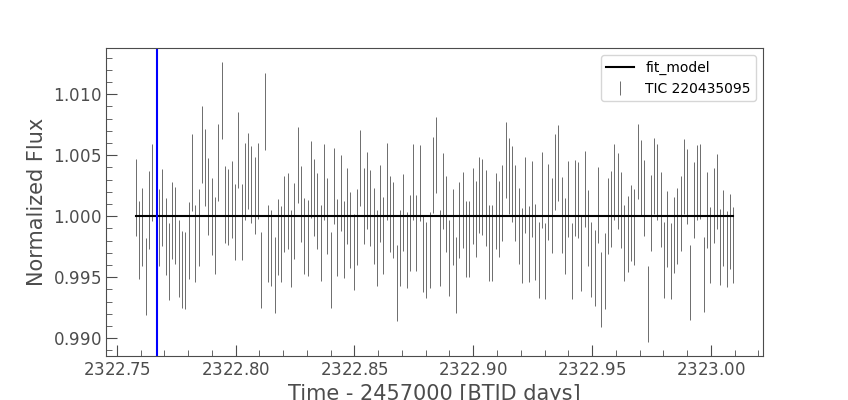 fit_model
TIC 220435095
Normalized Flux
1.010
1.005
1.000
0.995
0.990
2322.75
2322.80
2322.85
2322.90
2322.95
2323.00
Time - 2457000 [BTJD days]